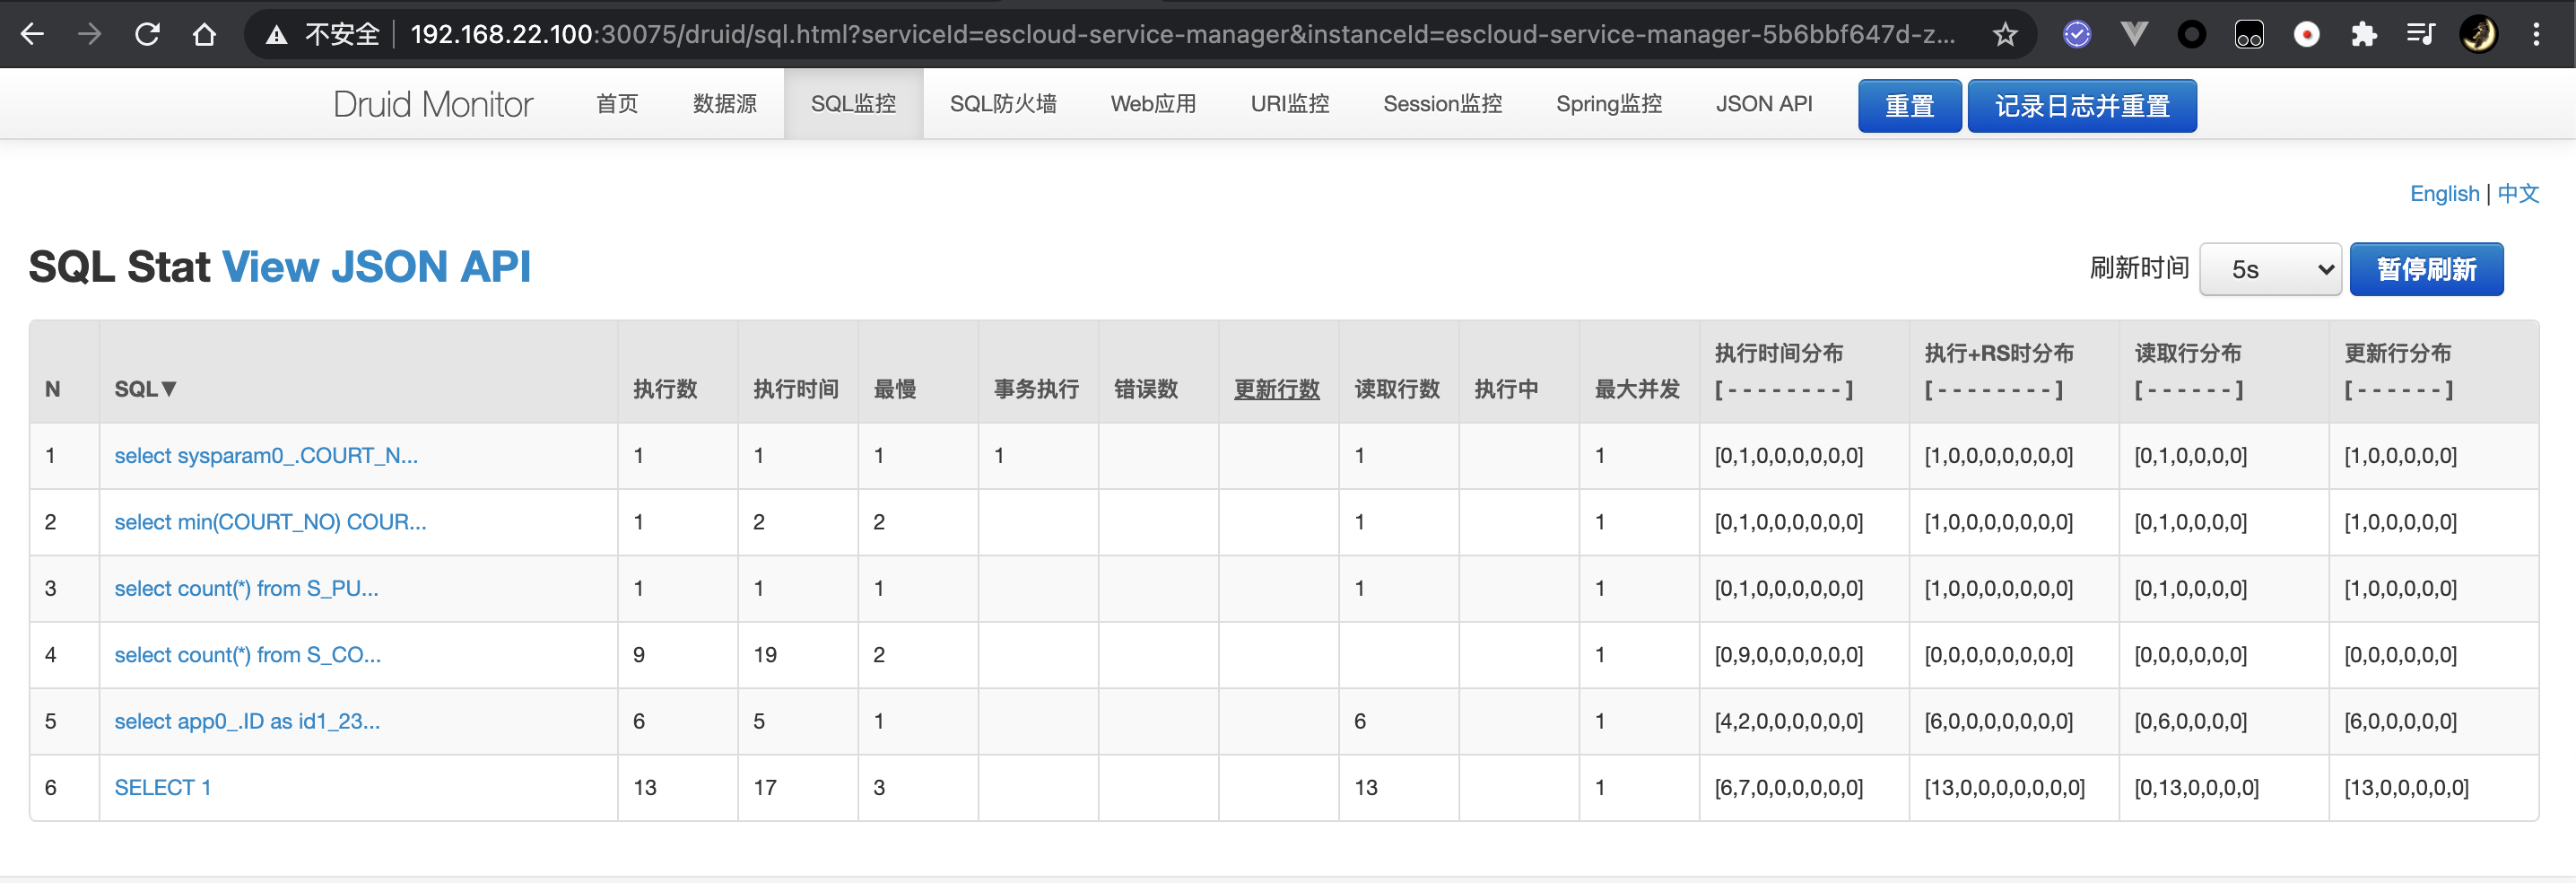 不安全 192.168.22.100:30075/druid/sql.html?serviceId=escloud-service-manager&instanceId=escloud-service-manager-5b6bbf647d-z...
Druid Monitor 首页 数据源 SQL监控 SQL防火墙 Web应用 URI监控 Session监控 Spring监控 JSON API 重置 记录日志并重置
English | 中文
SQL Stat View JSON API 刷新时间 5s 暂停刷新
N SQL▼ 执行数 执行时间 最慢 事务执行 错误数 更新行数 读取行数 执行中 最大并发 执行时间分布 [ - - - - - - - - ] 执行+RS时分布 [ - - - - - - - - ] 读取行分布 [ - - - - - - ] 更新行分布 [ - - - - - - ]
1 select sysparam0_.COURT_N... 1 1 1 1 1 1 [0,1,0,0,0,0,0,0] [1,0,0,0,0,0,0,0] [0,1,0,0,0,0] [1,0,0,0,0,0]
2 select min(COURT_NO) COUR... 1 2 2 1 1 [0,1,0,0,0,0,0,0] [1,0,0,0,0,0,0,0] [0,1,0,0,0,0] [1,0,0,0,0,0]
3 select count(*) from S_PU... 1 1 1 1 1 [0,1,0,0,0,0,0,0] [1,0,0,0,0,0,0,0] [0,1,0,0,0,0] [1,0,0,0,0,0]
4 select count(*) from S_CO... 9 19 2 1 [0,9,0,0,0,0,0,0] [0,0,0,0,0,0,0,0] [0,0,0,0,0,0] [0,0,0,0,0,0]
5 select app0_.ID as id1_23... 6 5 1 6 1 [4,2,0,0,0,0,0,0] [6,0,0,0,0,0,0,0] [0,6,0,0,0,0] [6,0,0,0,0,0]
6 SELECT 1 13 17 3 13 1 [6,7,0,0,0,0,0,0] [13,0,0,0,0,0,0,0] [0,13,0,0,0,0] [13,0,0,0,0,0]